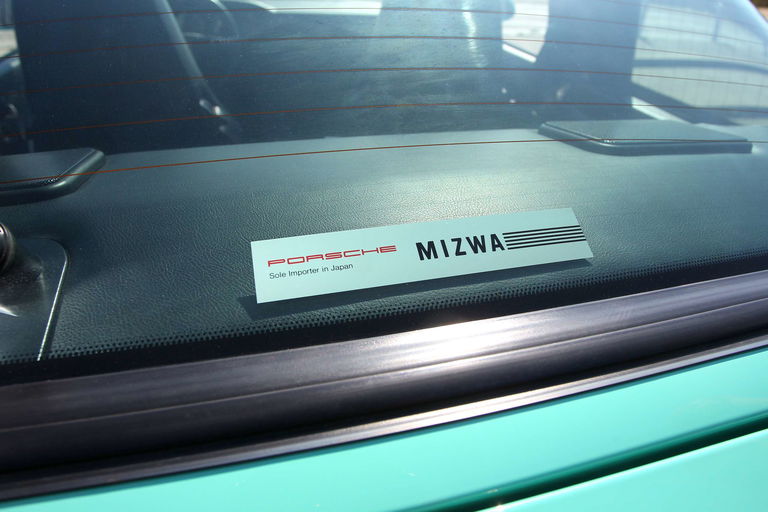 PORSCHE MIZWA
Sole Importer in Japan